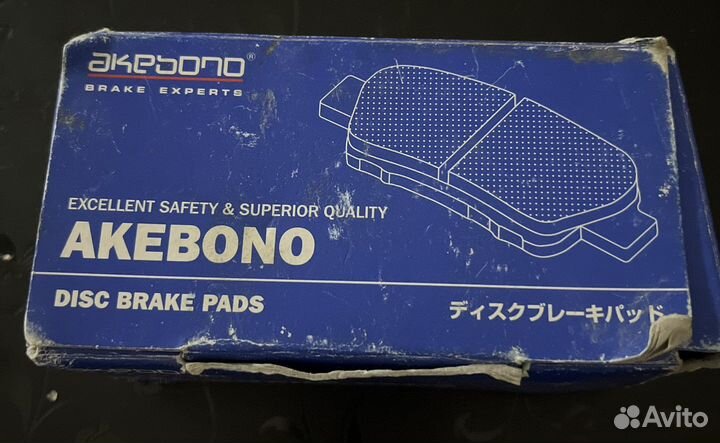 akebono®
BRAKE EXPERTS
EXCELLENT SAFETY & SUPERIOR QUALITY
AKEBONO
DISC BRAKE PADS
ディスクブレーキパッド
Avito